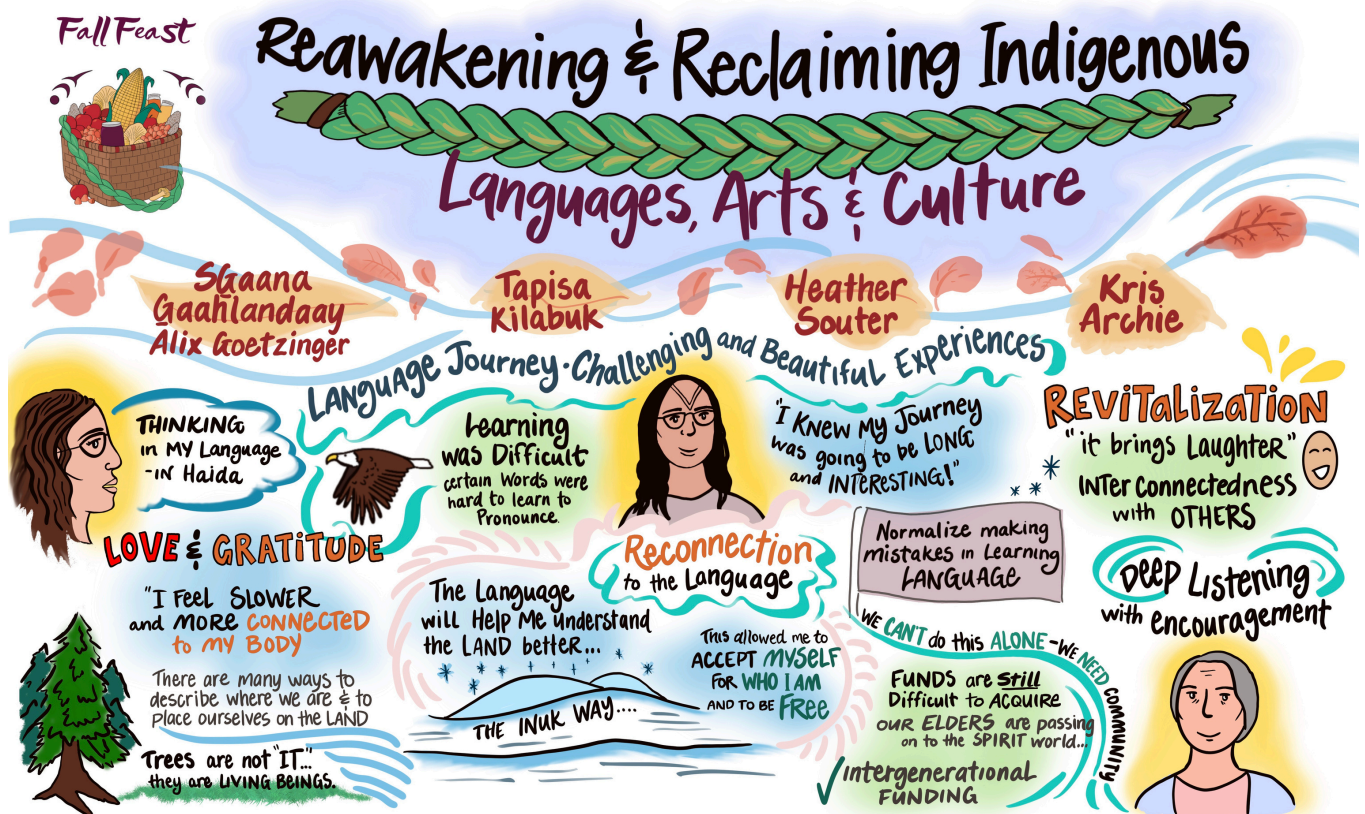 Fall Feast
Reawakening & Reclaiming Indigenous
Languages, Arts & Culture
SGaana
Gaahlandaay
Alix Goetzinger
Tapisa
Kilabuk
Heather
Souter
Kris
Archie
Language Journey - Challenging and Beautiful Experiences
THINKING
in MY Language
-IN Haida
Learning
was Difficult
certain Words were
hard to learn to
Pronounce.
"I KNEW MY JOURNEY
was going to be LONG
and INTERESTING!"
REVITALIZATION
"it brings Laughter"
INTERconnectedness
with OTHERS
LOVE & GRATITUDE
"I FEEL SLOWER
and MORE CONNECTED
to MY BODY
There are many ways to
describe where we are & to
place ourselves on the LAND
Trees are not "IT"...
they are LIVING BEINGS.
Reconnection
to the Language
The Language
will Help Me understand
the LAND better...
THE INUK WAY....
This allowed me to
ACCEPT MYSELF
FOR WHO I AM
AND TO BE FREE
Normalize making
mistakes in Learning
LANGUAGE
WE CAN'T do this ALONE - WE NEED COMMUNITY
FUNDS are Still
Difficult to ACQUIRE
OUR ELDERS are passing
on to the SPIRIT world...
Intergenerational
FUNDING
DEEP Listening
with encouragement